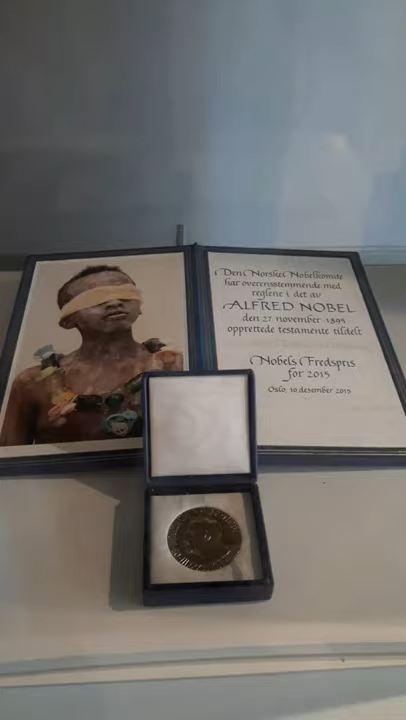 Den Norske Nobelkomite
har overensstemmende med
reglene i det av
ALFRED NOBEL
den 27. november 1895
opprettede testamente tildelt
Nobels Fredspris
for 2015
Oslo, 10. desember 2015